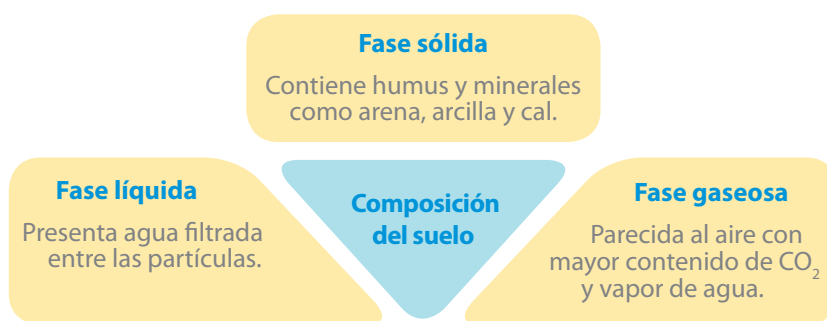 Fase sólida
Contiene humus y minerales
como arena, arcilla y cal.
Fase líquida
Presenta agua filtrada
entre las partículas.
Composición
del suelo
Fase gaseosa
Parecida al aire con
mayor contenido de CO₂
y vapor de agua.